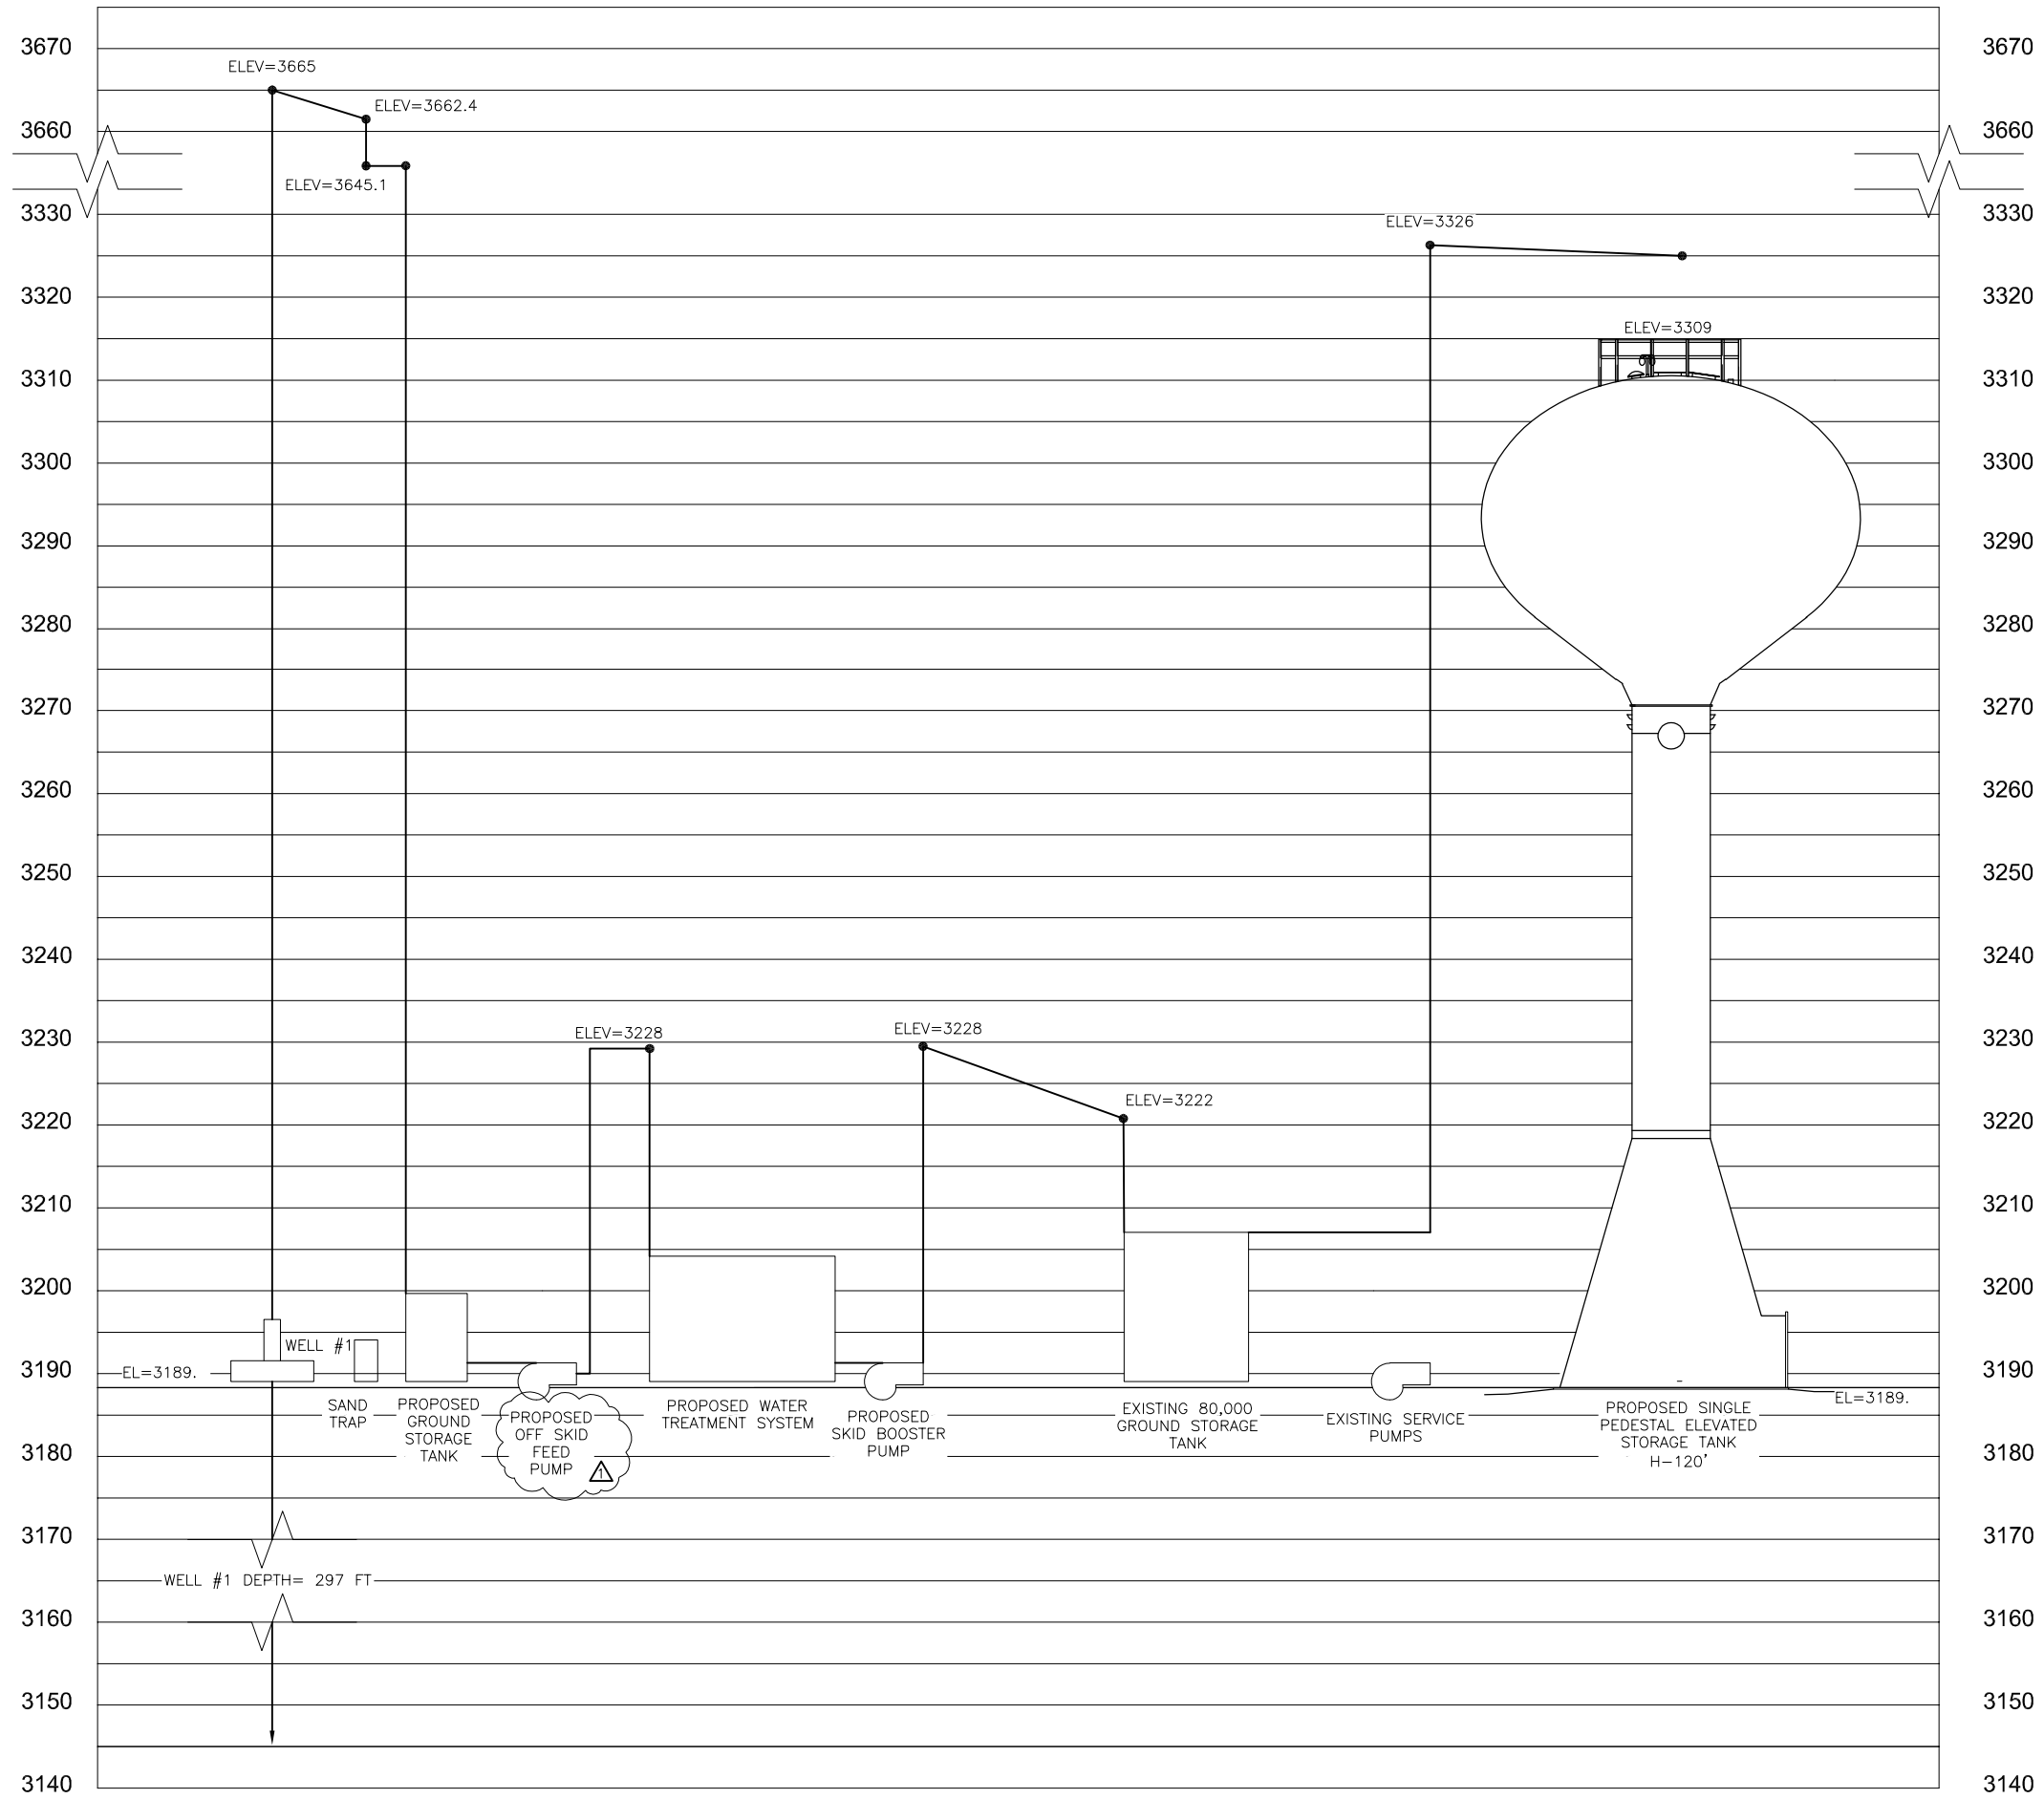 3670
3670
ELEV=3665
ELEV=3662.4
3660
3660
ELEV=3645.1
3330
3330
ELEV=3326
3320
3320
ELEV=3309
3310
3310
3300
3300
3290
3290
3280
3280
3270
3270
3260
3260
3250
3250
3240
3240
3230
3230
ELEV=3228
ELEV=3228
ELEV=3222
3220
3220
3210
3210
3200
3200
WELL #1
3190
3190
EL=3189.
EL=3189.
SAND
TRAP
PROPOSED
GROUND
STORAGE
TANK
PROPOSED
OFF SKID
FEED
PUMP
1
PROPOSED WATER
TREATMENT SYSTEM
PROPOSED
SKID BOOSTER
PUMP
EXISTING 80,000
GROUND STORAGE
TANK
EXISTING SERVICE
PUMPS
PROPOSED SINGLE
PEDESTAL ELEVATED
STORAGE TANK
H-120'
3180
3180
3170
3170
WELL #1 DEPTH= 297 FT
3160
3160
3150
3150
3140
3140